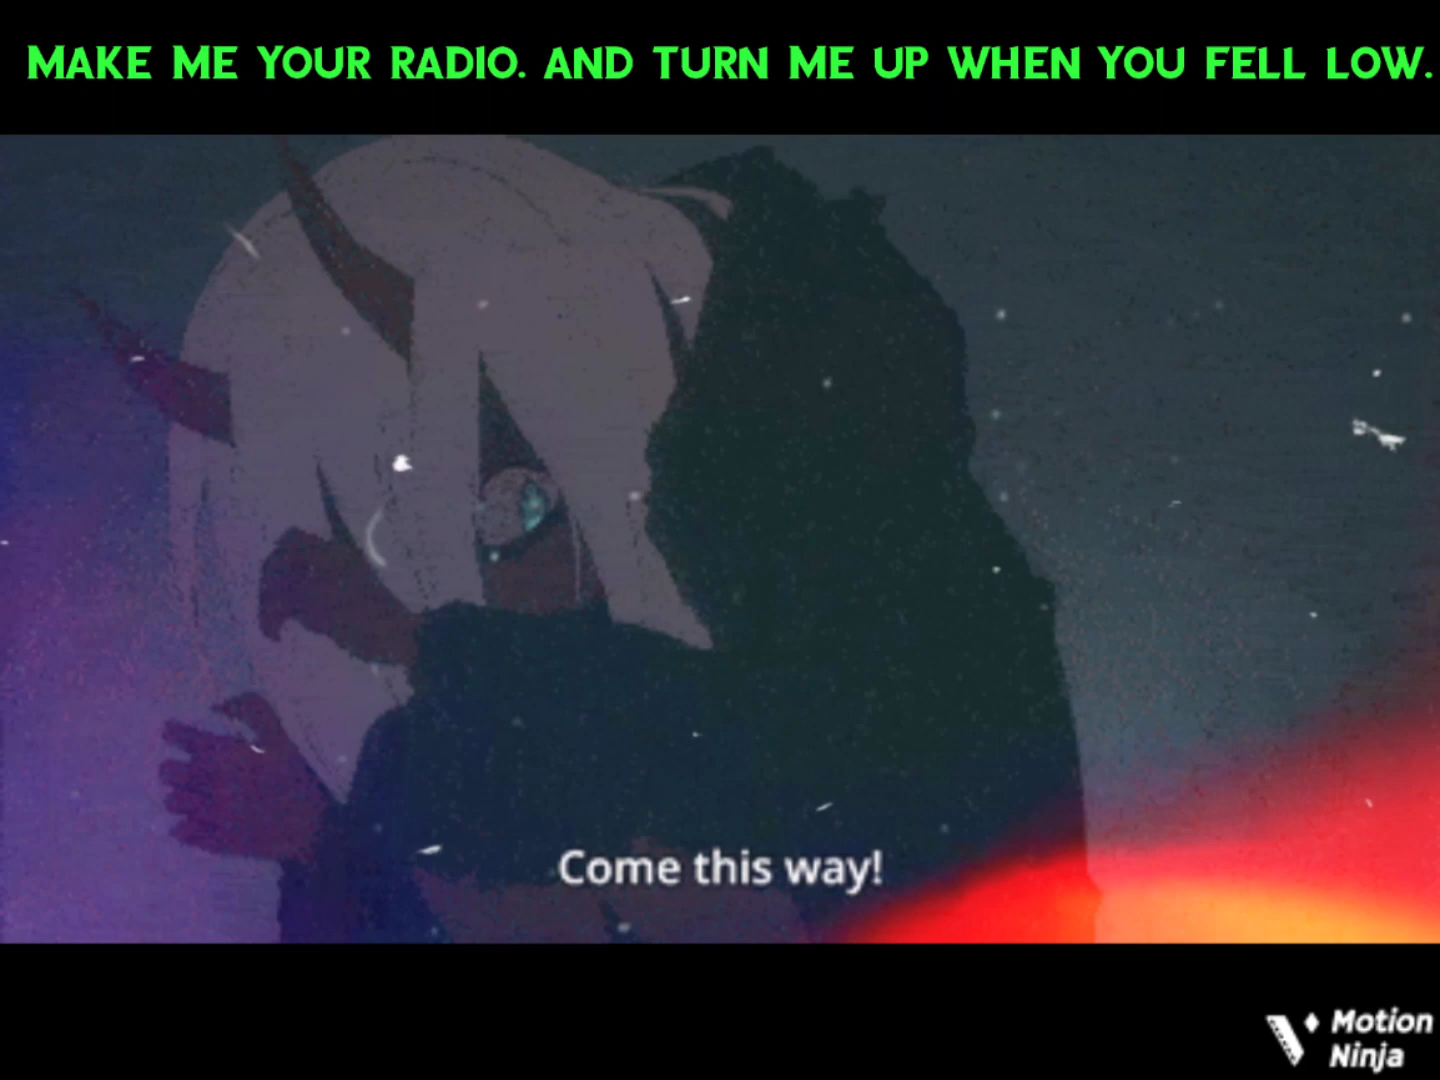 MAKE ME YOUR RADIO. AND TURN ME UP WHEN YOU FELL LOW.
Come this way!
Motion
Ninja